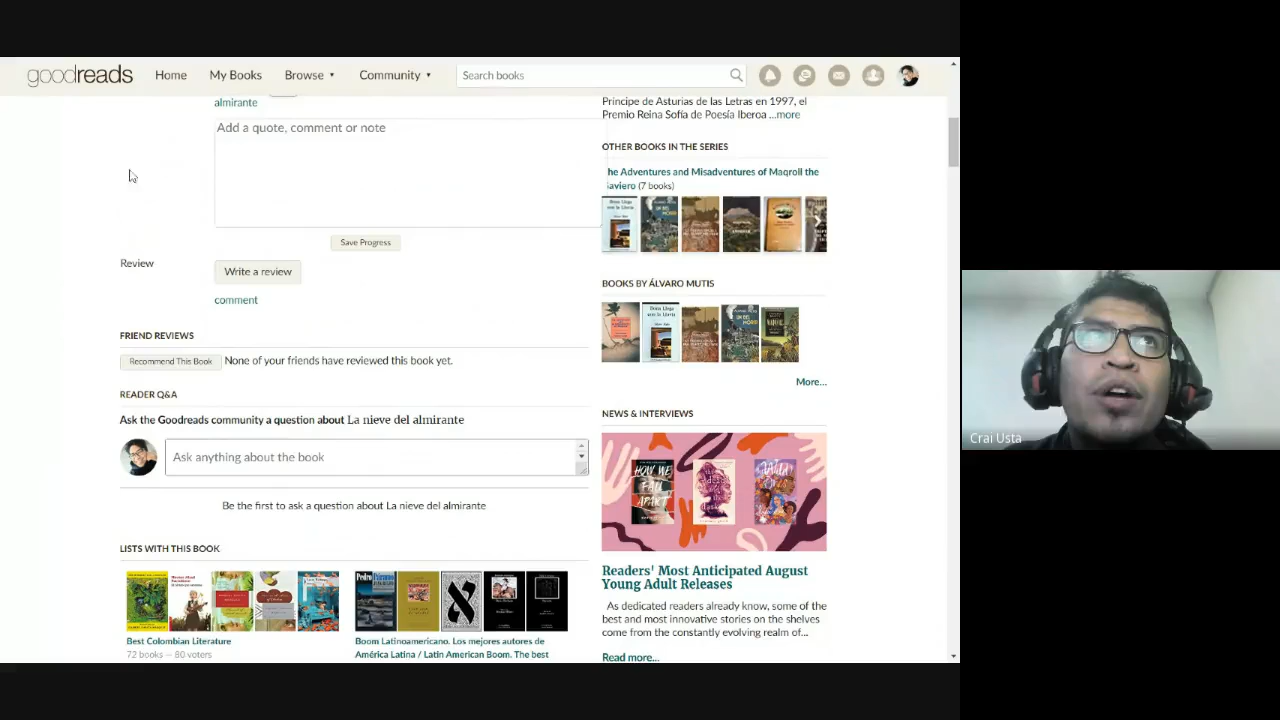 goodreads
Home
My Books
Browse
Community
Search books
almirante
Add a quote, comment or note
Save Progress
Review
Write a review
comment
FRIEND REVIEWS
Recommend This Book
None of your friends have reviewed this book yet.
READER Q&A
Ask the Goodreads community a question about La nieve del almirante
Ask anything about the book
Be the first to ask a question about La nieve del almirante
LISTS WITH THIS BOOK
Best Colombian Literature
72 books — 80 voters
Boom Latinoamericano. Los mejores autores de
América Latina / Latin American Boom. The best
Príncipe de Asturias de las Letras en 1997, el
Premio Reina Sofía de Poesía Iberoa ...more
OTHER BOOKS IN THE SERIES
he Adventures and Misadventures of Maqroll the
aviero (7 books)
BOOKS BY ÁLVARO MUTIS
More...
NEWS & INTERVIEWS
HOW WE
FALL
APART
Readers' Most Anticipated August
Young Adult Releases
As dedicated readers already know, some of the
best and most innovative stories on the shelves
come from the constantly evolving realm of...
Read more...
Crai Usta